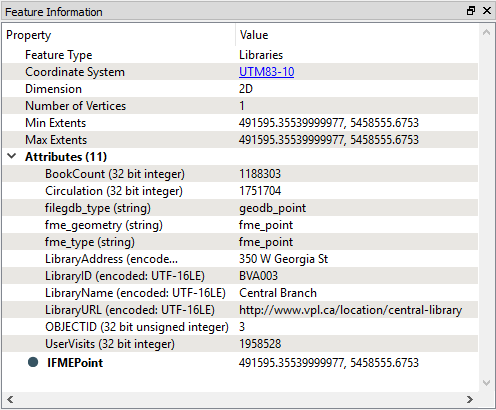 Feature Information
Property Value
Feature Type Libraries
Coordinate System UTM83-10
Dimension 2D
Number of Vertices 1
Min Extents 491595.35539999977, 5458555.6753
Max Extents 491595.35539999977, 5458555.6753
Attributes (11)
BookCount (32 bit integer) 1188303
Circulation (32 bit integer) 1751704
filegdb_type (string) geodb_point
fme_geometry (string) fme_point
fme_type (string) fme_point
LibraryAddress (encode... 350 W Georgia St
LibraryID (encoded: UTF-16LE) BVA003
LibraryName (encoded: UTF-16LE) Central Branch
LibraryURL (encoded: UTF-16LE) http://www.vpl.ca/location/central-library
OBJECTID (32 bit unsigned integer) 3
UserVisits (32 bit integer) 1958528
IFMEPoint 491595.35539999977, 5458555.6753